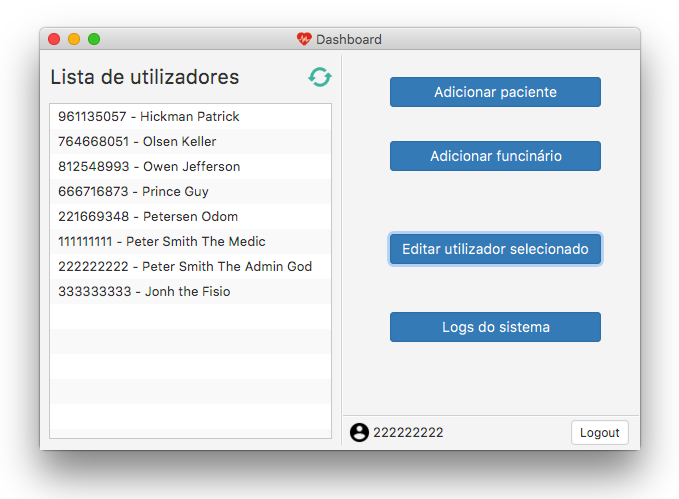 Dashboard
Lista de utilizadores
961135057 - Hickman Patrick
764668051 - Olsen Keller
812548993 - Owen Jefferson
666716873 - Prince Guy
221669348 - Petersen Odom
111111111 - Peter Smith The Medic
222222222 - Peter Smith The Admin God
333333333 - Jonh the Fisio
Adicionar paciente
Adicionar funcinário
Editar utilizador selecionado
Logs do sistema
222222222
Logout